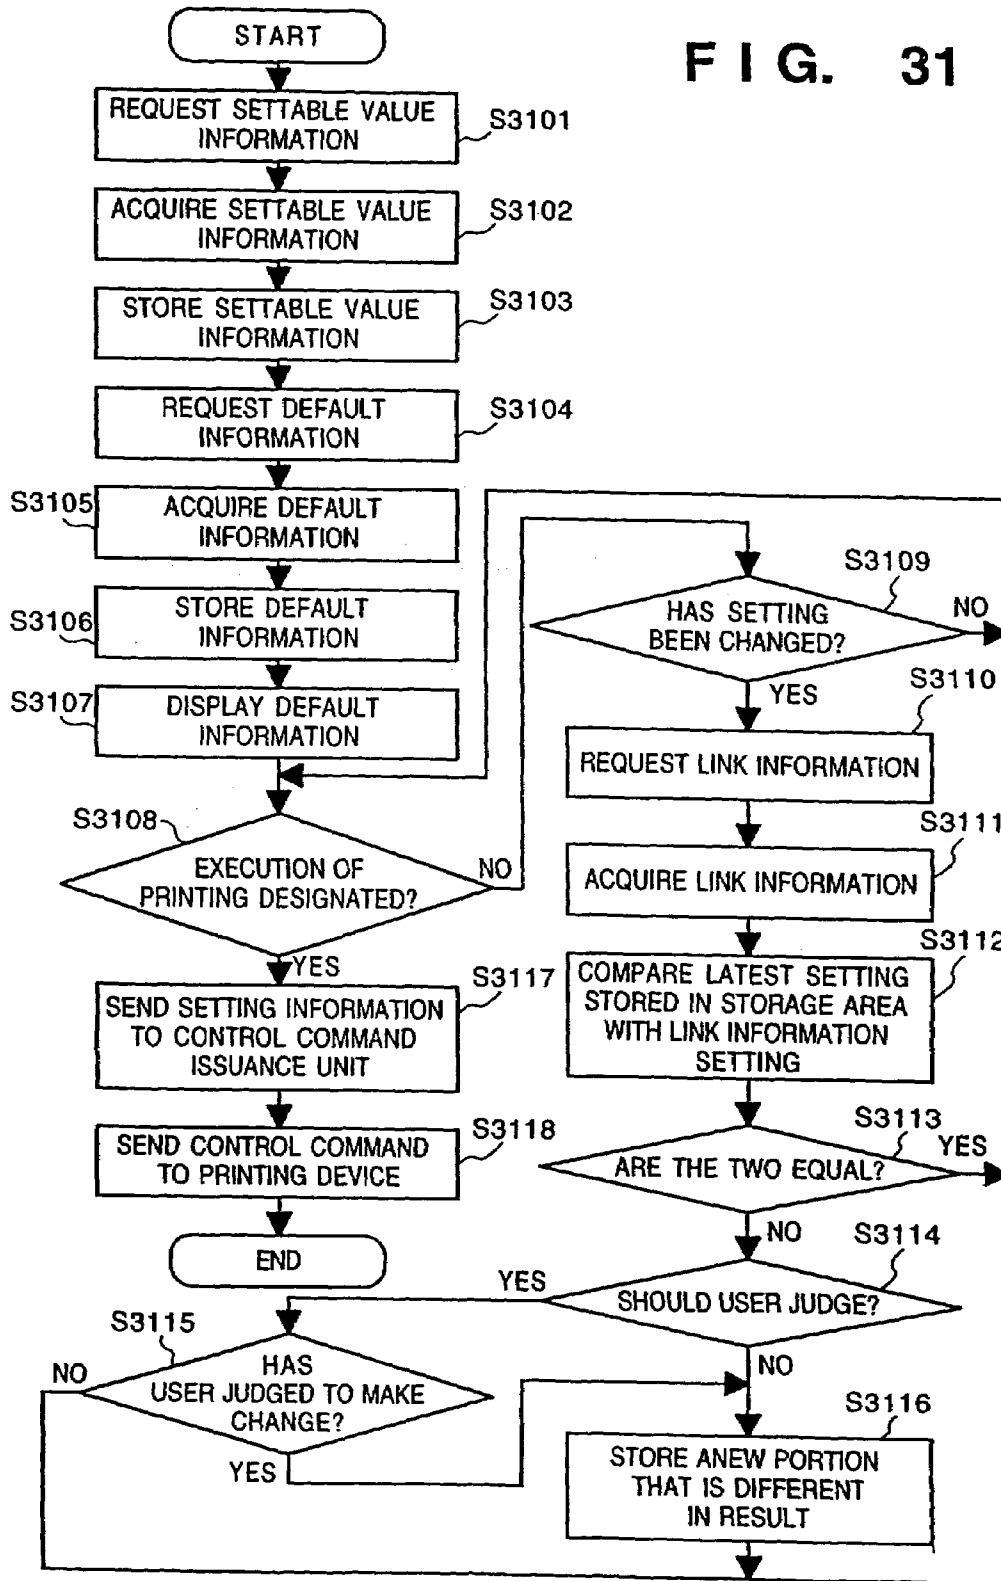 FIG. 31
START
REQUEST SETTABLE VALUE
INFORMATION
S3101
ACQUIRE SETTABLE VALUE
INFORMATION
S3102
STORE SETTABLE VALUE
INFORMATION
S3103
REQUEST DEFAULT
INFORMATION
S3104
S3105
ACQUIRE DEFAULT
INFORMATION
S3106
STORE DEFAULT
INFORMATION
S3107
DISPLAY DEFAULT
INFORMATION
S3108
EXECUTION OF
PRINTING DESIGNATED?
NO
YES
S3117
SEND SETTING INFORMATION
TO CONTROL COMMAND
ISSUANCE UNIT
S3118
SEND CONTROL COMMAND
TO PRINTING DEVICE
END
S3109
HAS SETTING
BEEN CHANGED?
NO
YES
S3110
REQUEST LINK INFORMATION
S3111
ACQUIRE LINK INFORMATION
S3112
COMPARE LATEST SETTING
STORED IN STORAGE AREA
WITH LINK INFORMATION
SETTING
S3113
ARE THE TWO EQUAL?
YES
NO
S3114
SHOULD USER JUDGE?
YES
NO
S3115
HAS
USER JUDGED TO MAKE
CHANGE?
NO
YES
S3116
STORE ANEW PORTION
THAT IS DIFFERENT
IN RESULT